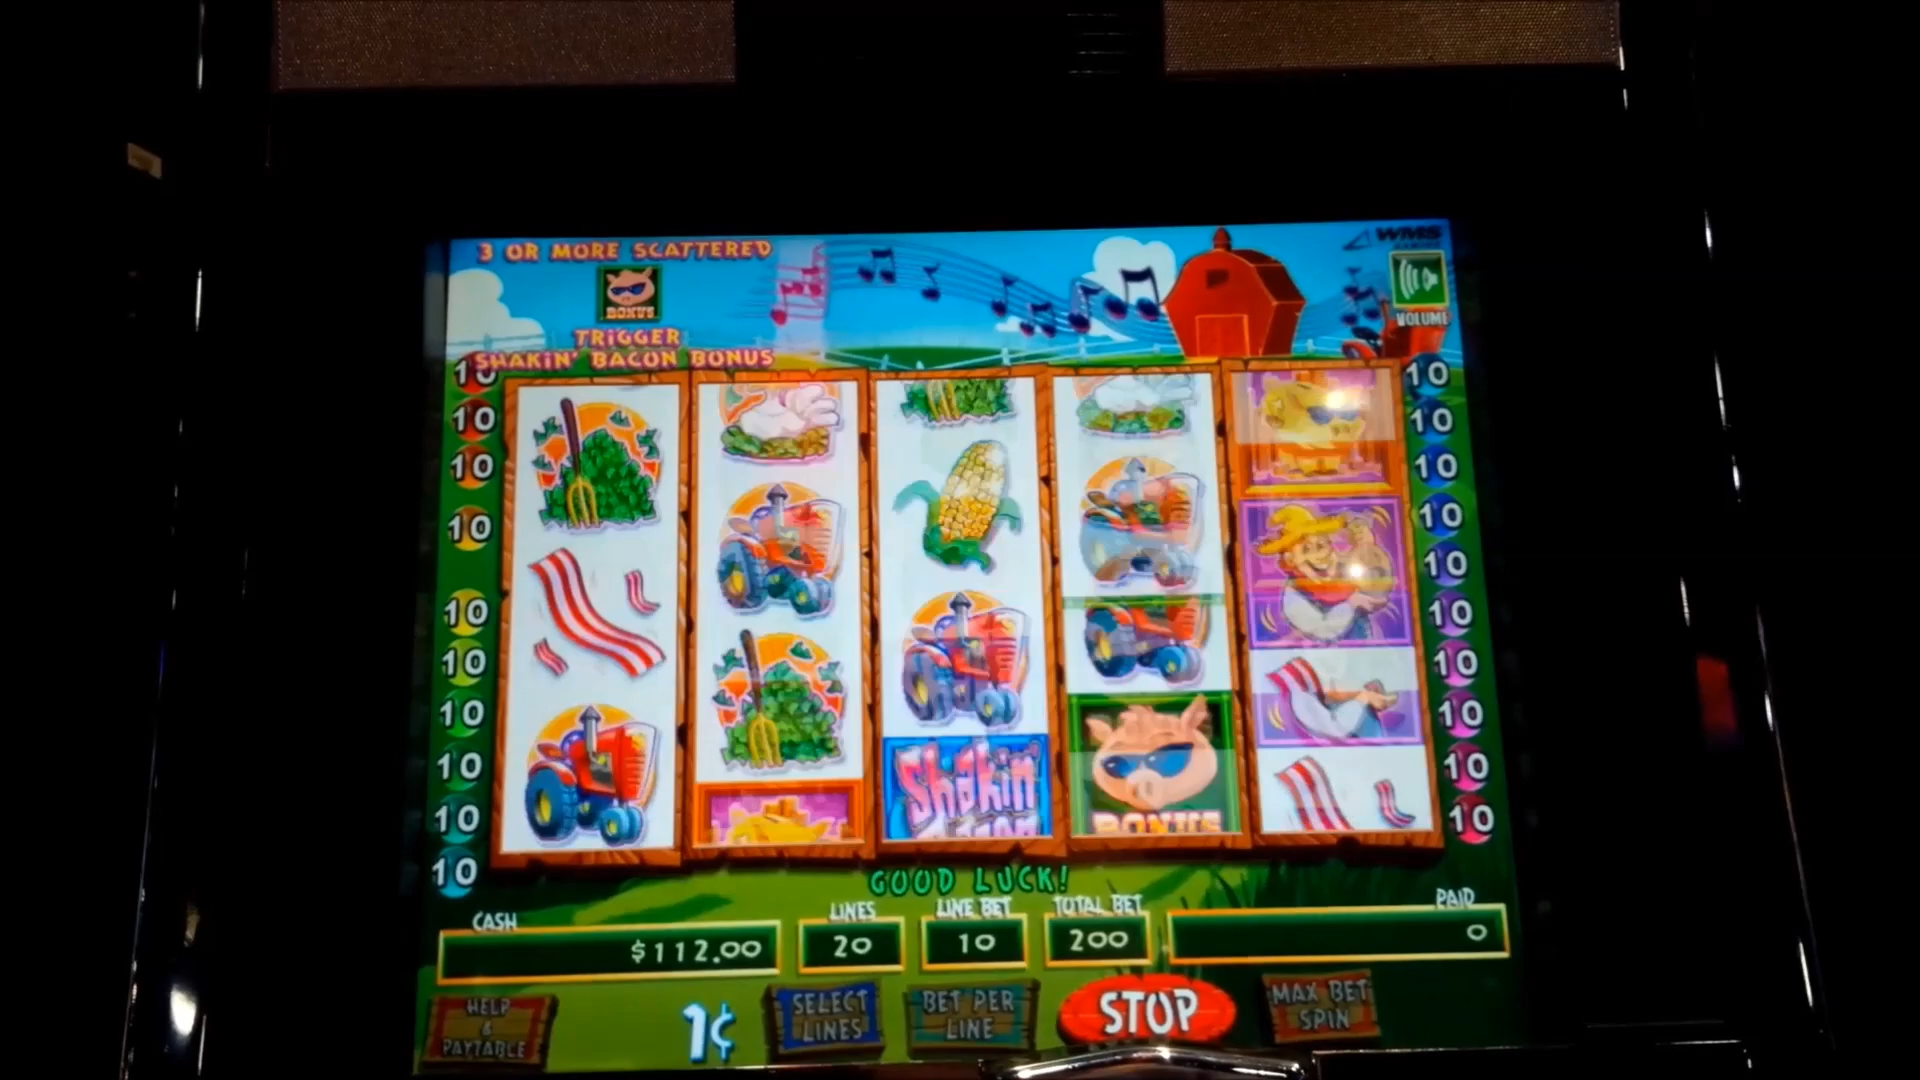 3 OR MORE SCATTERED
WMS
GAMING
BONUS
VOLUME
TRIGGER
SHAKIN' BACON BONUS
10 10
10 10
10 10
10 10
10 10
10 10
10 10
10 10
10 10
10 10
Shakin'
Bacon
BONUS
GOOD LUCK!
CASH LINES LINE BET TOTAL BET PAID
$112.00 20 10 200 0
HELP & PAYTABLE
1¢
SELECT LINES
BET PER LINE
STOP
MAX BET SPIN